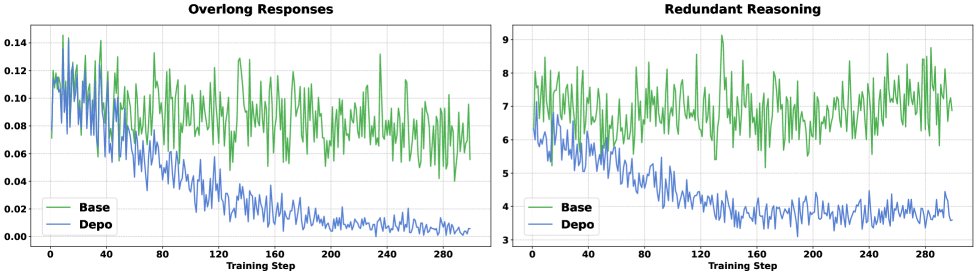 Overlong Responses
0.14
0.12
0.10
0.08
0.06
0.04
0.02
0.00
Base
Depo
0 40 80 120 160 200 240 280
Training Step
Redundant Reasoning
9
8
7
6
5
4
3
Base
Depo
0 40 80 120 160 200 240 280
Training Step